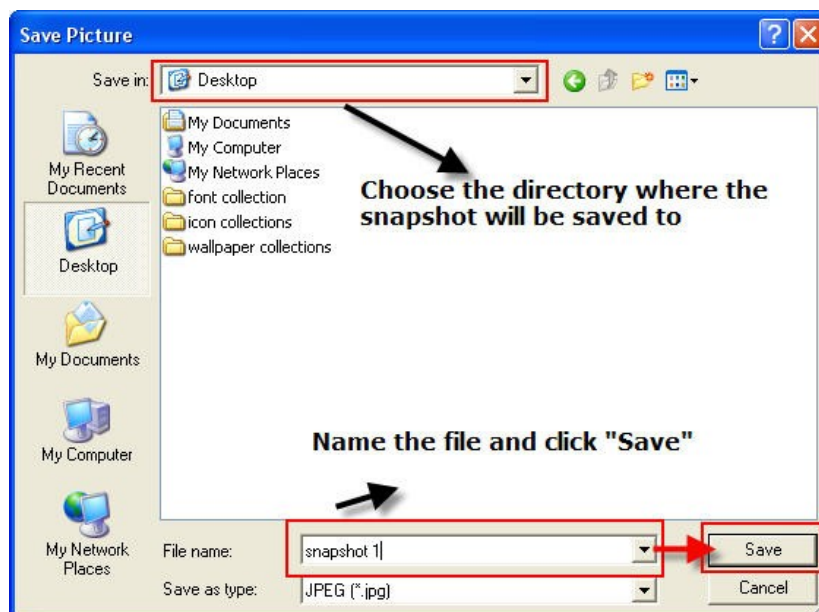 Save Picture
Save in:
Desktop
My Recent
Documents
Desktop
My Documents
My Computer
My Network
Places
My Documents
My Computer
My Network Places
font collection
icon collections
wallpaper collections
Choose the directory where the
snapshot will be saved to
Name the file and click "Save"
File name:
snapshot 1
Save
Save as type:
JPEG (*.jpg)
Cancel